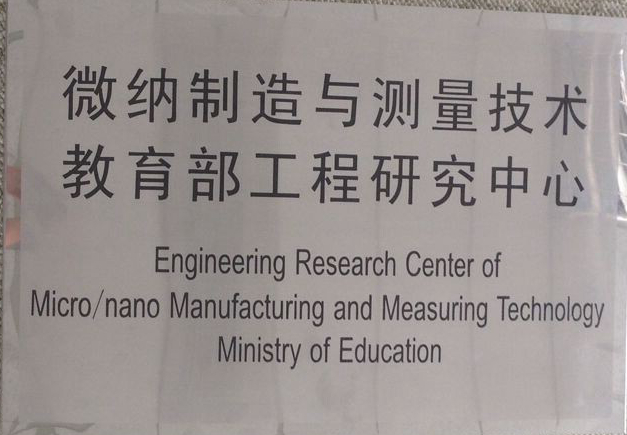 微纳制造与测量技术
教育部工程研究中心
Engineering Research Center of
Micro/nano Manufacturing and Measuring Technology
Ministry of Education